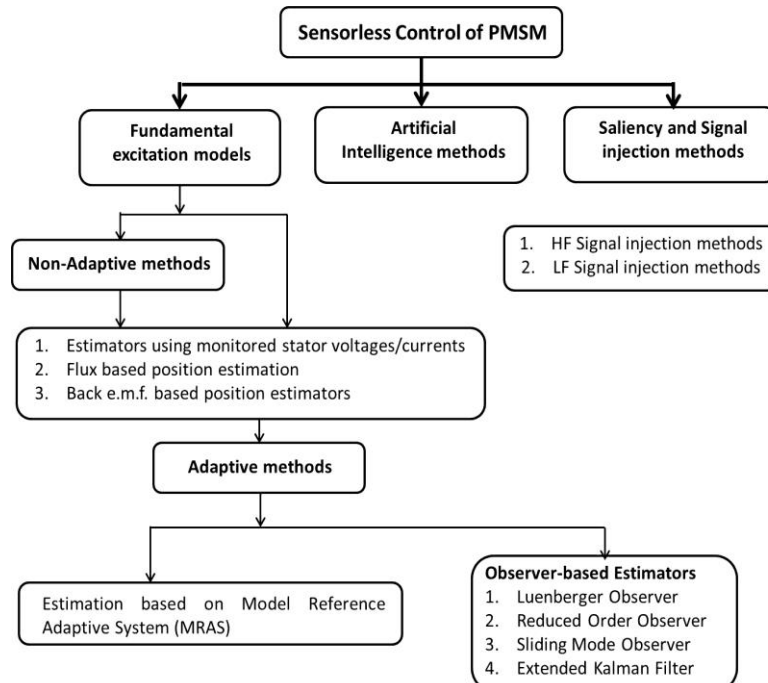 Sensorless Control of PMSM
Fundamental
excitation models
Artificial
Intelligence methods
Saliency and Signal
injection methods
Non-Adaptive methods
1. HF Signal injection methods
2. LF Signal injection methods
1. Estimators using monitored stator voltages/currents
2. Flux based position estimation
3. Back e.m.f. based position estimators
Adaptive methods
Estimation based on Model Reference
Adaptive System (MRAS)
Observer-based Estimators
1. Luenberger Observer
2. Reduced Order Observer
3. Sliding Mode Observer
4. Extended Kalman Filter